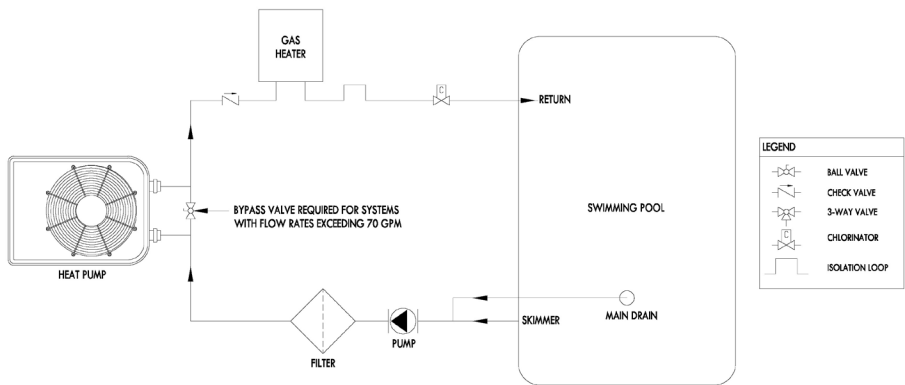 GAS
HEATER
C
RETURN
LEGEND
BALL VALVE
CHECK VALVE
3-WAY VALVE
C
CHLORINATOR
ISOLATION LOOP
BYPASS VALVE REQUIRED FOR SYSTEMS
WITH FLOW RATES EXCEEDING 70 GPM
SWIMMING POOL
HEAT PUMP
MAIN DRAIN
SKIMMER
PUMP
FILTER